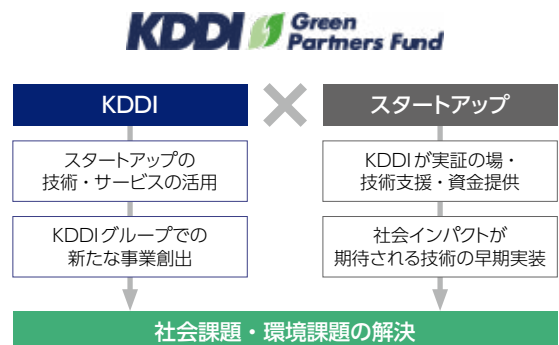 KDDI Green
Partners Fund
KDDI
スタートアップの
技術・サービスの活用
KDDIグループでの
新たな事業創出
スタートアップ
KDDIが実証の場・
技術支援・資金提供
社会インパクトが
期待される技術の早期実装
社会課題・環境課題の解決